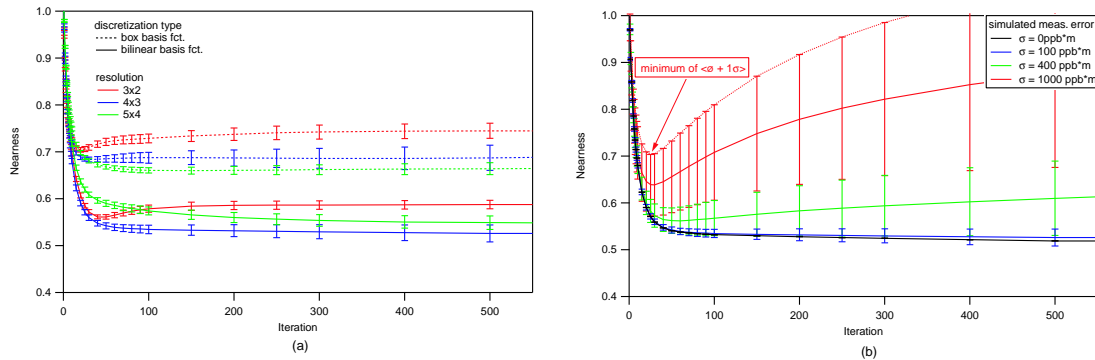 discretization type
box basis fct.
bilinear basis fct.
resolution
3x2
4x3
5x4
Nearness
1.0
0.9
0.8
0.7
0.6
0.5
0.4
0
100
200
300
400
500
Iteration
(a)
simulated meas. error
σ = 0ppb*m
σ = 100 ppb*m
σ = 400 ppb*m
σ = 1000 ppb*m
minimum of <ø + 1σ>
Nearness
1.0
0.9
0.8
0.7
0.6
0.5
0.4
0
100
200
300
400
500
Iteration
(b)